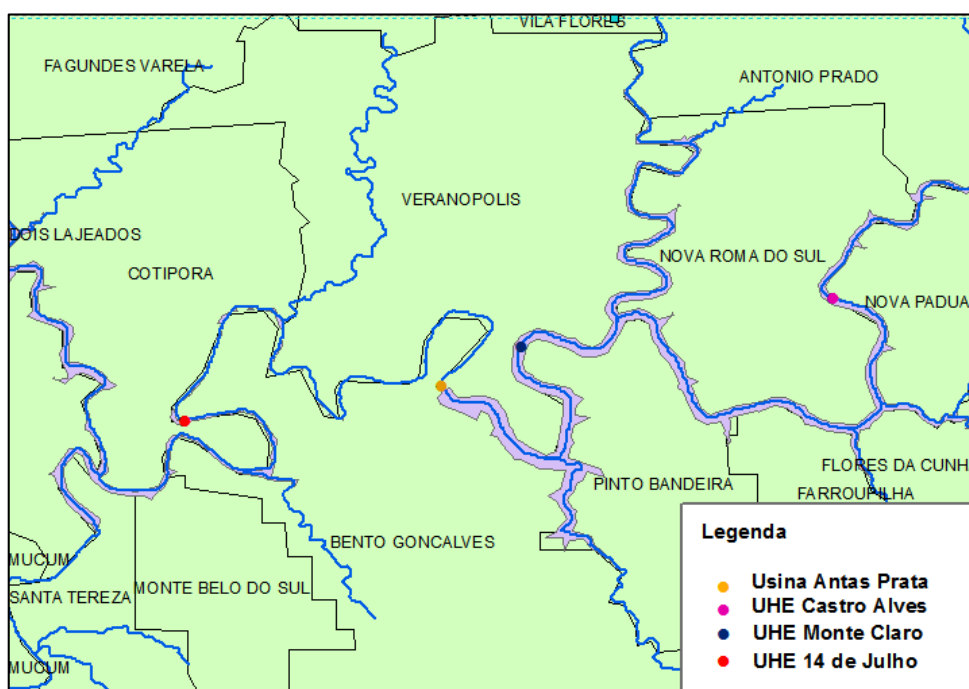 VILA FLORES
FAGUNDES VARELA
ANTONIO PRADO
VERANOPOLIS
DOIS LAJEADOS
COTIPORA
NOVA ROMA DO SUL
NOVA PADUA
PINTO BANDEIRA
FLORES DA CUNH
FARROUPILHA
BENTO GONCALVES
MUCUM
MONTE BELO DO SUL
SANTA TEREZA
MUCUM
Legenda
Usina Antas Prata
UHE Castro Alves
UHE Monte Claro
UHE 14 de Julho